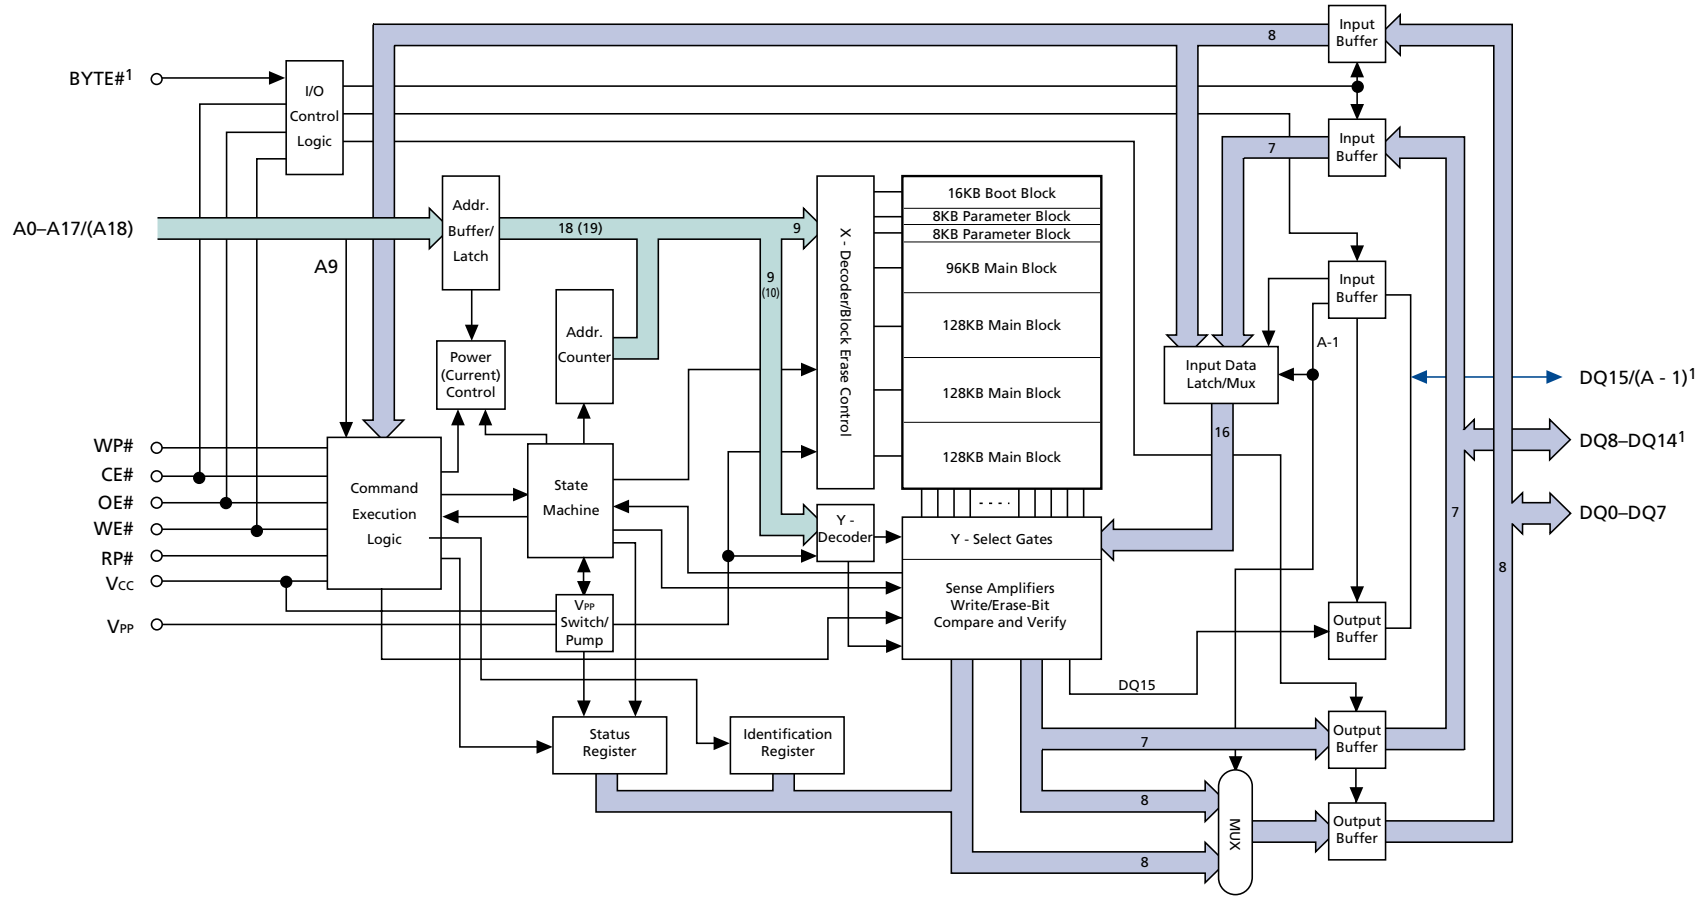 Input
Buffer
8
BYTE#1
I/O
Control
Logic
Input
Buffer
7
A0–A17/(A18)
A9
Addr.
Buffer/
Latch
18 (19)
9
9
(10)
X - Decoder/Block Erase Control
16KB Boot Block
8KB Parameter Block
8KB Parameter Block
96KB Main Block
128KB Main Block
128KB Main Block
128KB Main Block
Input
Buffer
A-1
Addr.
Counter
Power
(Current)
Control
Input Data
Latch/Mux
16
DQ15/(A - 1)1
DQ8–DQ141
DQ0–DQ7
7
8
WP#
CE#
OE#
WE#
RP#
VCC
VPP
Command
Execution
Logic
State
Machine
VPP
Switch/
Pump
Y -
Decoder
- - - -
Y - Select Gates
Sense Amplifiers
Write/Erase-Bit
Compare and Verify
Output
Buffer
DQ15
Status
Register
Identification
Register
7
Output
Buffer
8
8
MUX
Output
Buffer